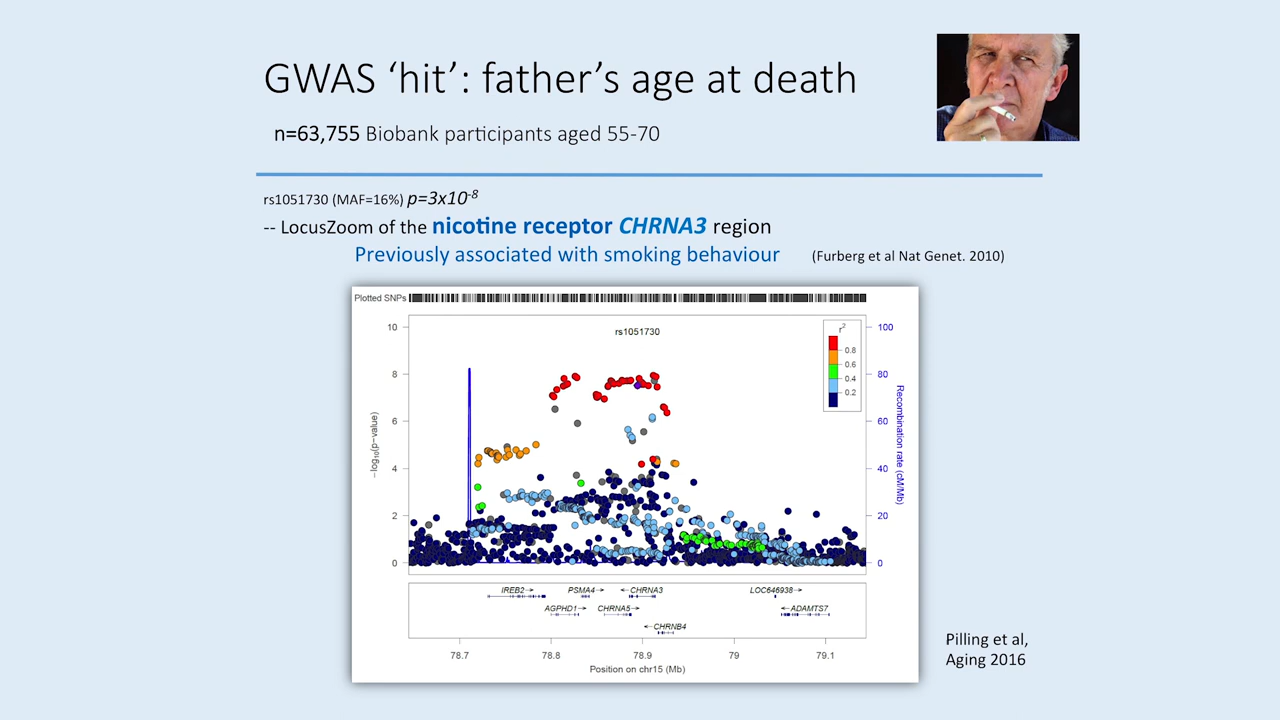 GWAS ‘hit’: father’s age at death
n=63,755 Biobank participants aged 55-70
rs1051730 (MAF=16%) p=3x10-8
-- LocusZoom of the nicotine receptor CHRNA3 region
Previously associated with smoking behaviour (Furberg et al Nat Genet. 2010)
Plotted SNPs
rs1051730
r2
0.8
0.6
0.4
0.2
10
8
6
4
2
0
−log10(p−value)
100
80
60
40
20
0
Recombination rate (cM/Mb)
IREB2→ PSMA4→ ←CHRNA3 LOC646938→
AGPHD1→ CHRNA5→ ←ADAMTS7
←CHRNB4
78.7 78.8 78.9 79 79.1
Position on chr15 (Mb)
Pilling et al,
Aging 2016